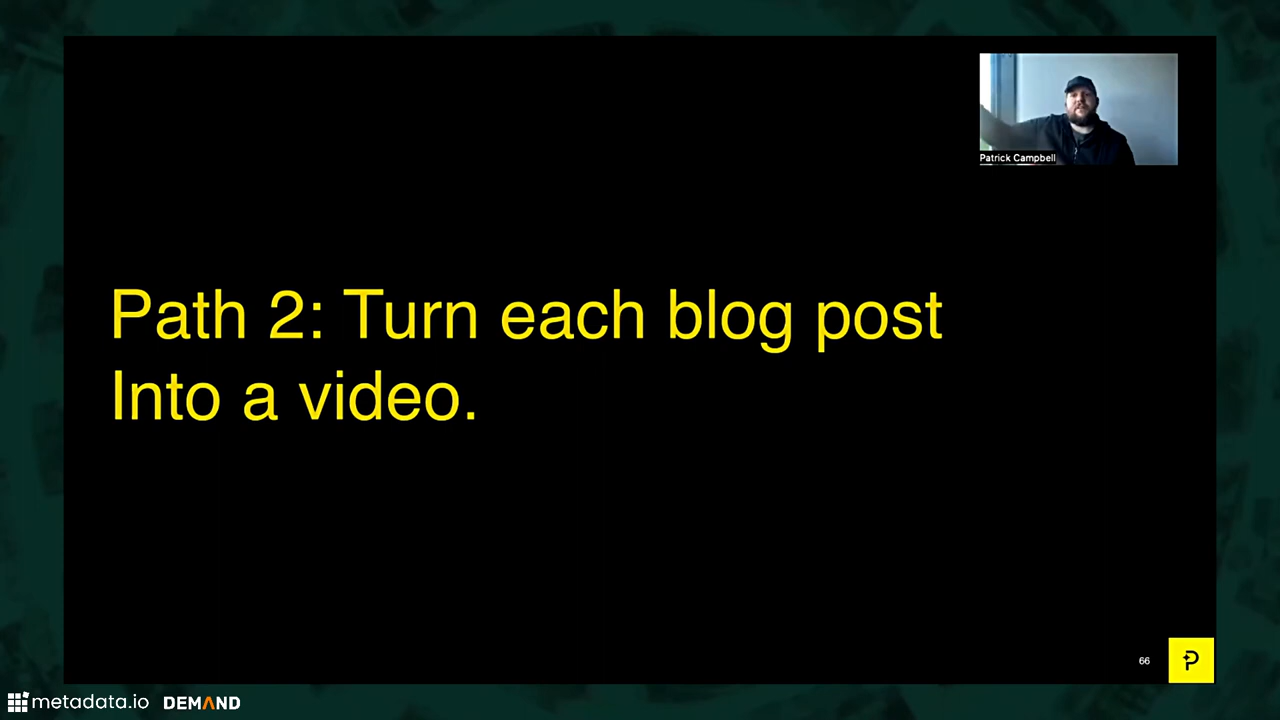 Patrick Campbell
Path 2: Turn each blog post
Into a video.
66
metadata.io DEMAND